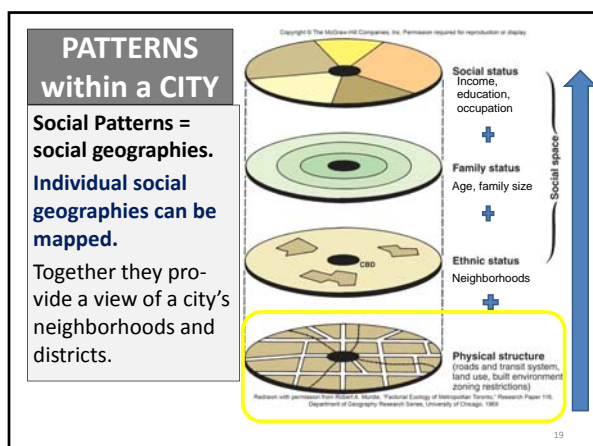 PATTERNS
within a CITY
Social Patterns =
social geographies.
Individual social
geographies can be
mapped.
Together they pro-
vide a view of a city's
neighborhoods and
districts.
Copyright © The McGraw-Hill Companies, Inc. Permission required for reproduction or display.
Social status
Income,
education,
occupation
Family status
Age, family size
Social space
Ethnic status
Neighborhoods
CBD
Physical structure
(roads and transit system,
land use, built environment
zoning restrictions)
Redrawn with permission from Robert A. Murdie, "Factorial Ecology of Metropolitan Toronto," Research Paper 116,
Department of Geography Research Series, University of Chicago, 1969
19